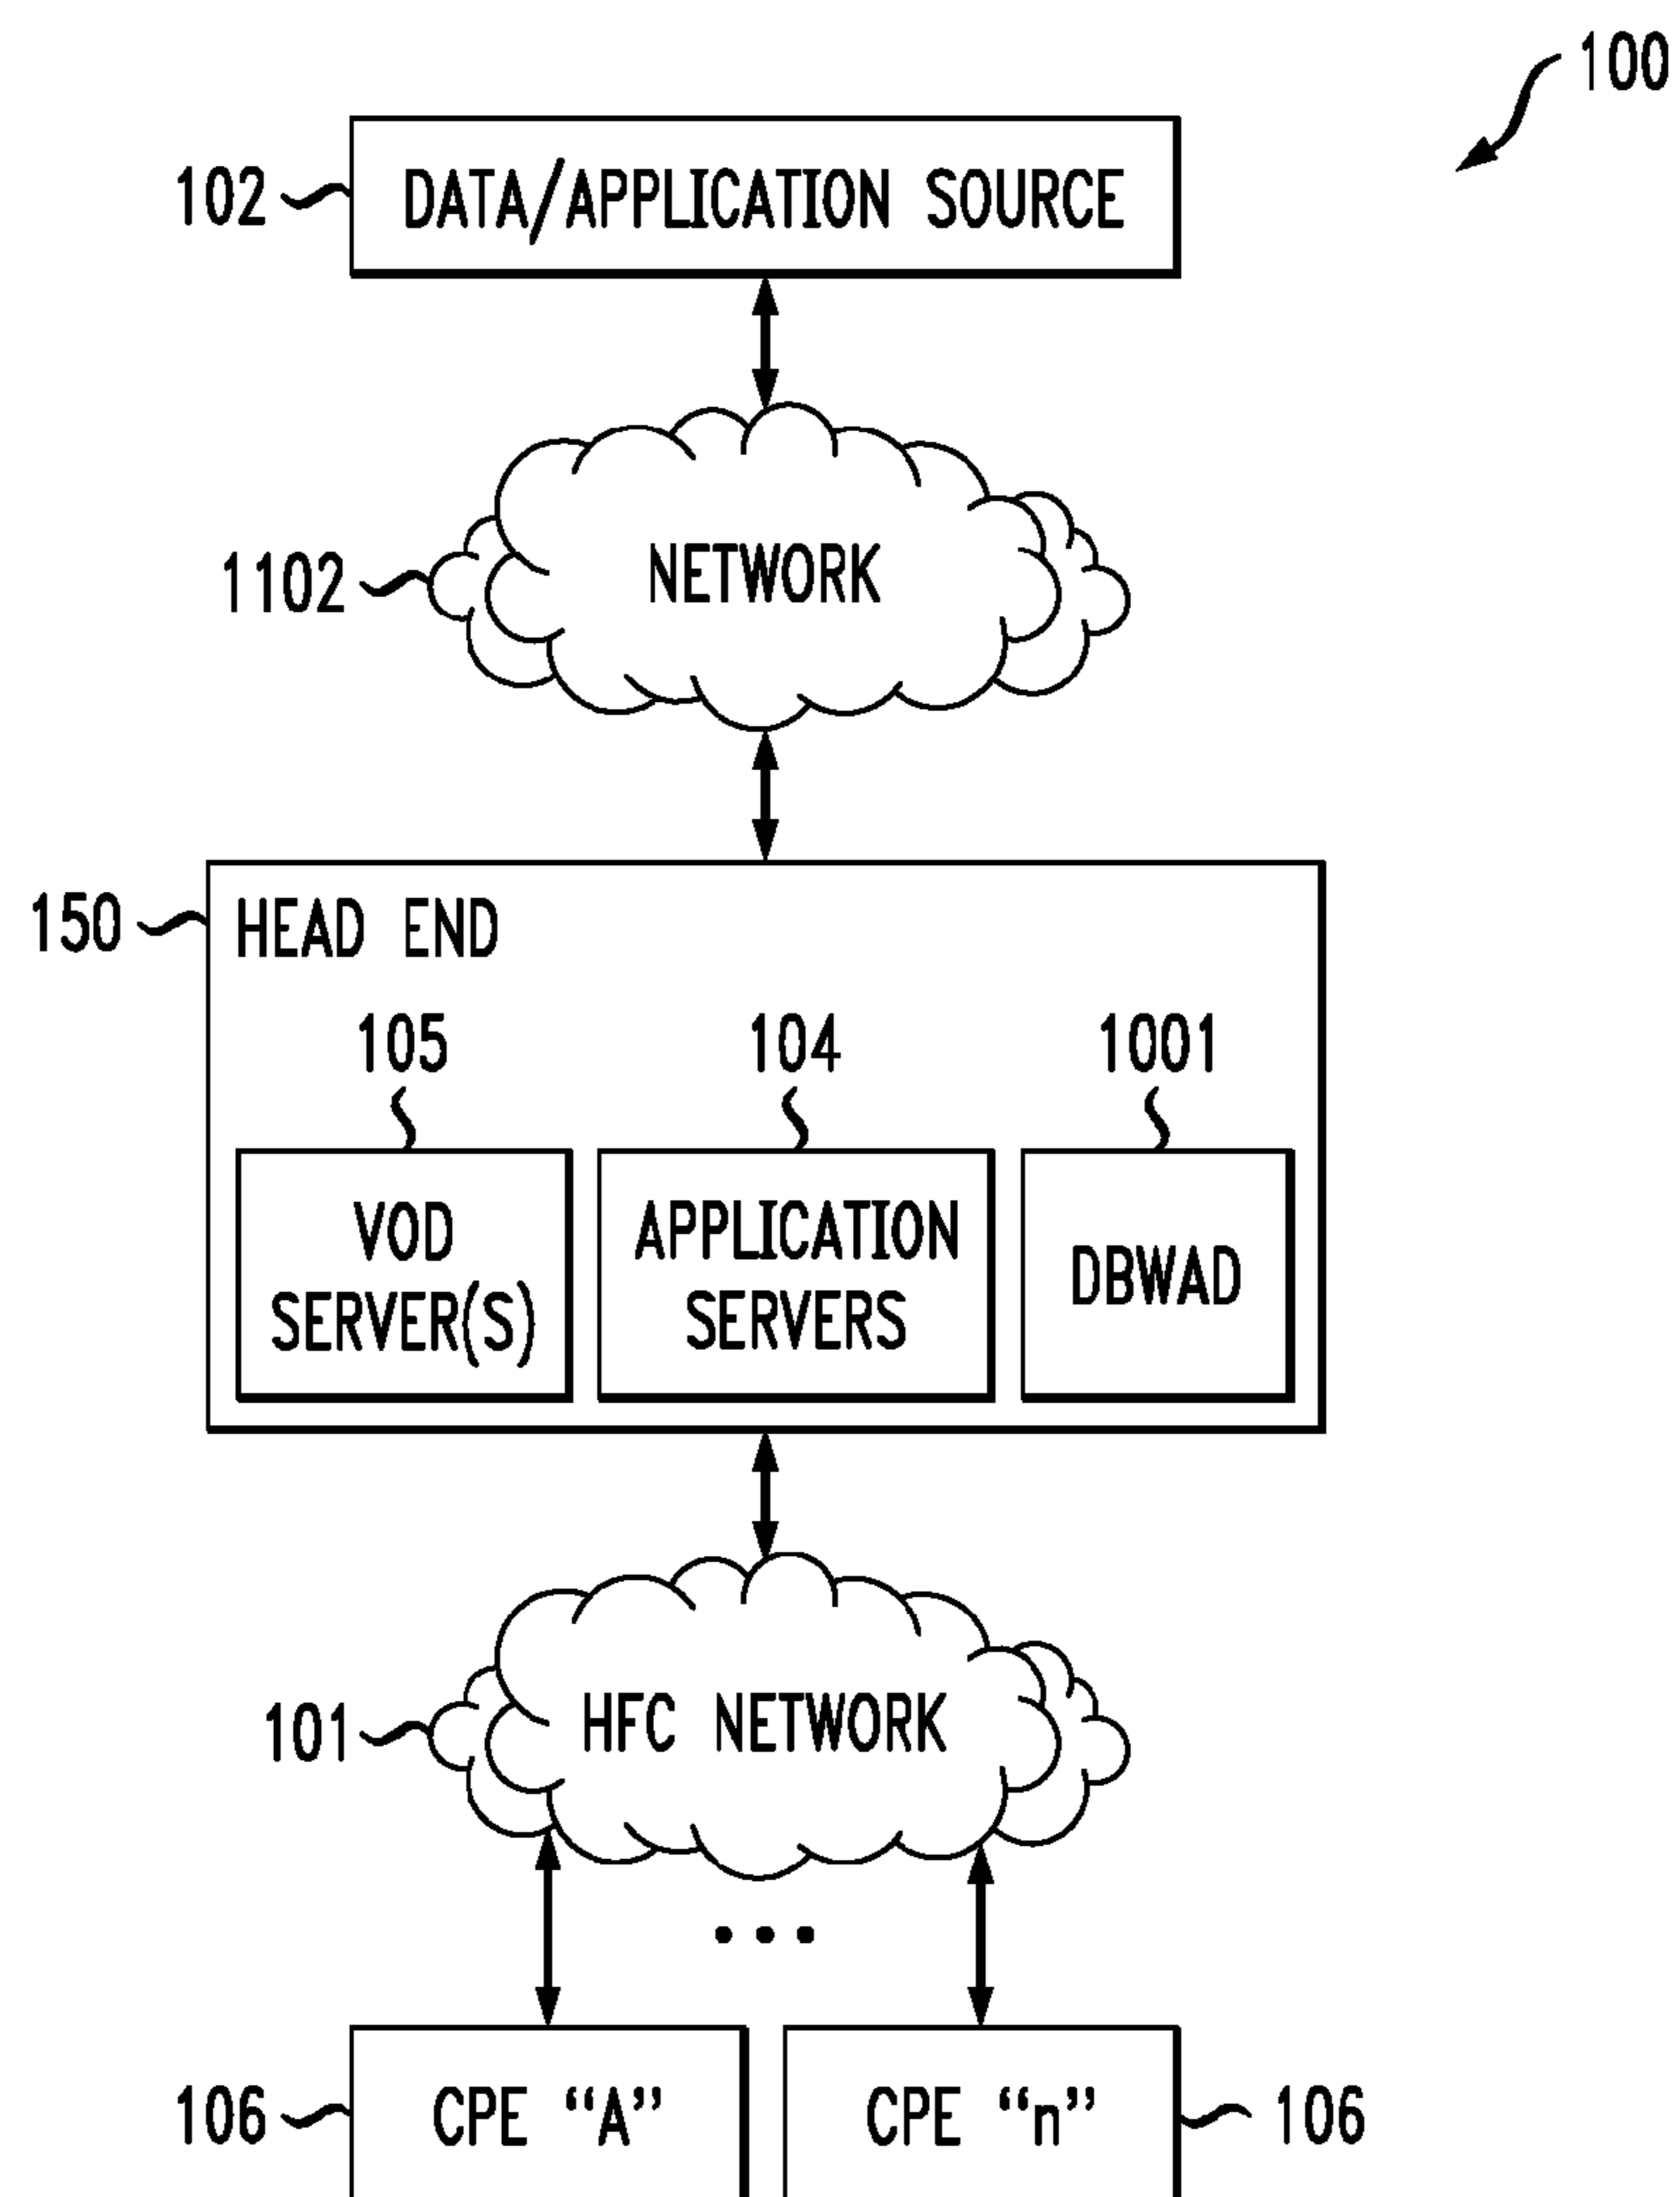 100
102
DATA/APPLICATION SOURCE
1102
NETWORK
150
HEAD END
105
104
1001
VOD
SERVER(S)
APPLICATION
SERVERS
DBWAD
101
HFC NETWORK
...
106
CPE “A”
CPE “n”
106